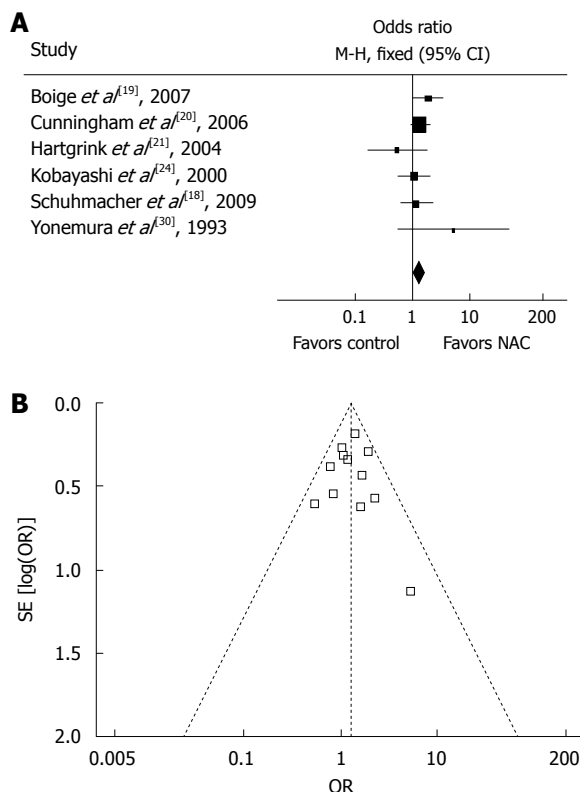 A
Odds ratio
Study
M-H, fixed (95% CI)
Boige et al[19], 2007
Cunningham et al[20], 2006
Hartgrink et al[21], 2004
Kobayashi et al[24], 2000
Schuhmacher et al[18], 2009
Yonemura et al[30], 1993
0.1 1 10 200
Favors control Favors NAC
B
0.0
0.5
1.0
1.5
2.0
SE [log(OR)]
0.005 0.1 1 10 200
OR